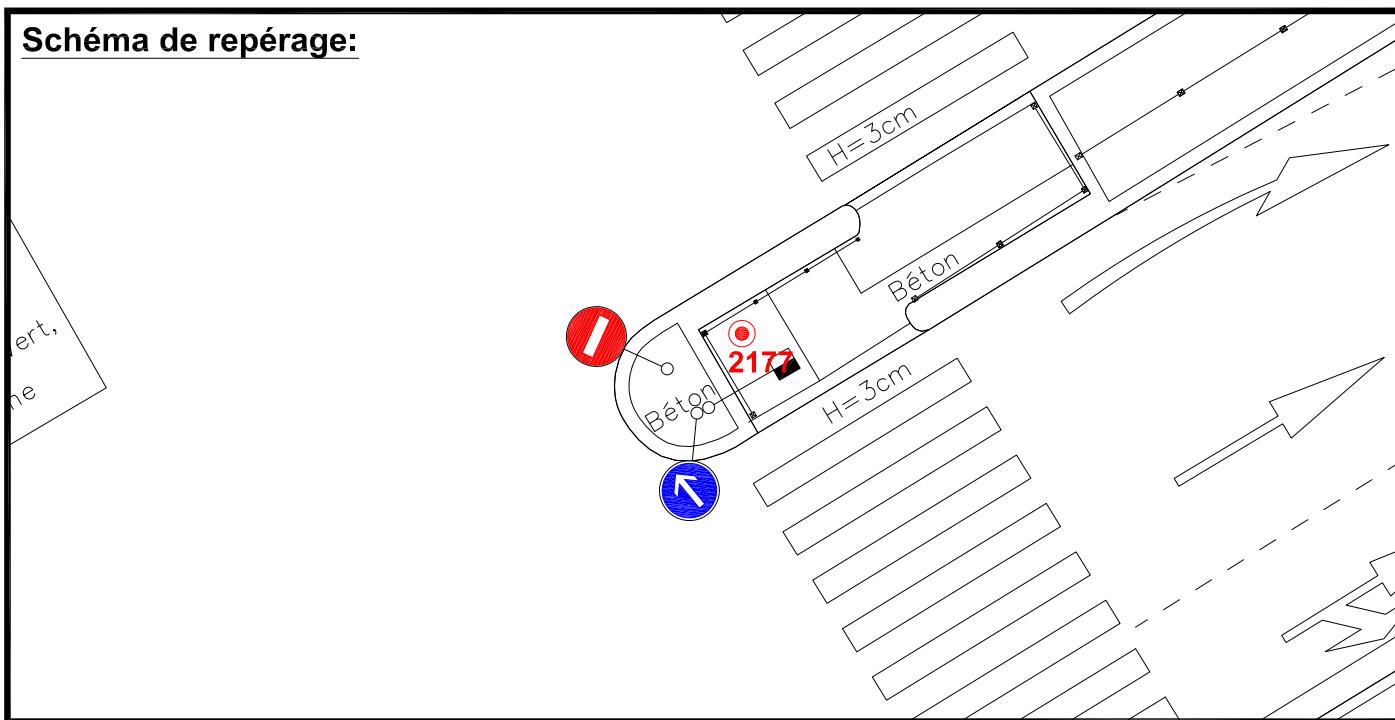 Schéma de repérage:
H=3cm
Béton
ert,
ne
2177
H=3cm
Béton